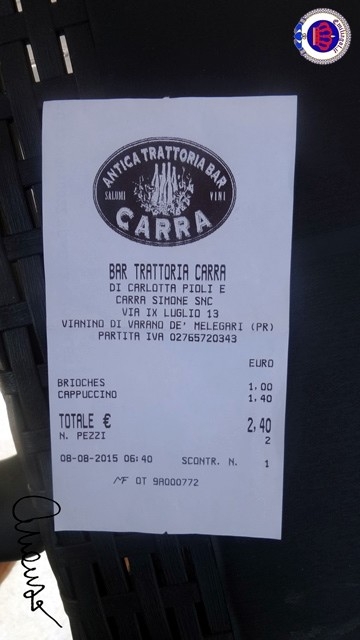 ANTICA TRATTORIA BAR
SALUMI VINI
CARRA
BAR TRATTORIA CARRA
DI CARLOTTA PIOLI E
CARRA SIMONE SNC
VIA IX LUGLIO 13
VIANINO DI VARANO DE' MELEGARI (PR)
PARTITA IVA 02765720343
EURO
BRIOCHES 1,00
CAPPUCCINO 1,40
TOTALE € 2,40
N. PEZZI 2
08-08-2015 06:40 SCONTR. N. 1
MF OT 9A000772